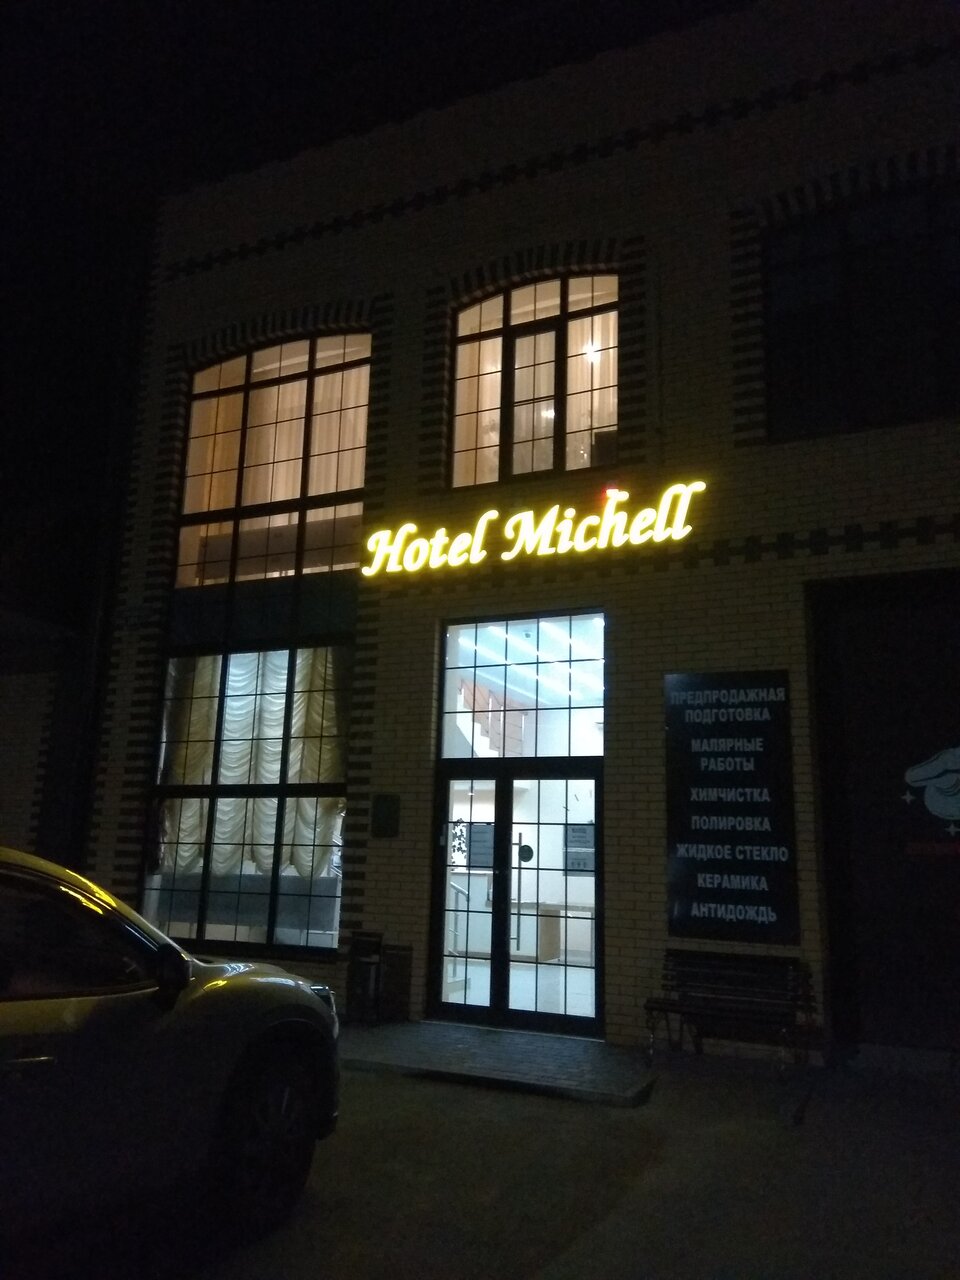 Hotel Michell
ПРЕДПРОДАЖНАЯ
ПОДГОТОВКА
МАЛЯРНЫЕ
РАБОТЫ
ХИМЧИСТКА
ПОЛИРОВКА
ЖИДКОЕ СТЕКЛО
КЕРАМИКА
АНТИДОЖДЬ